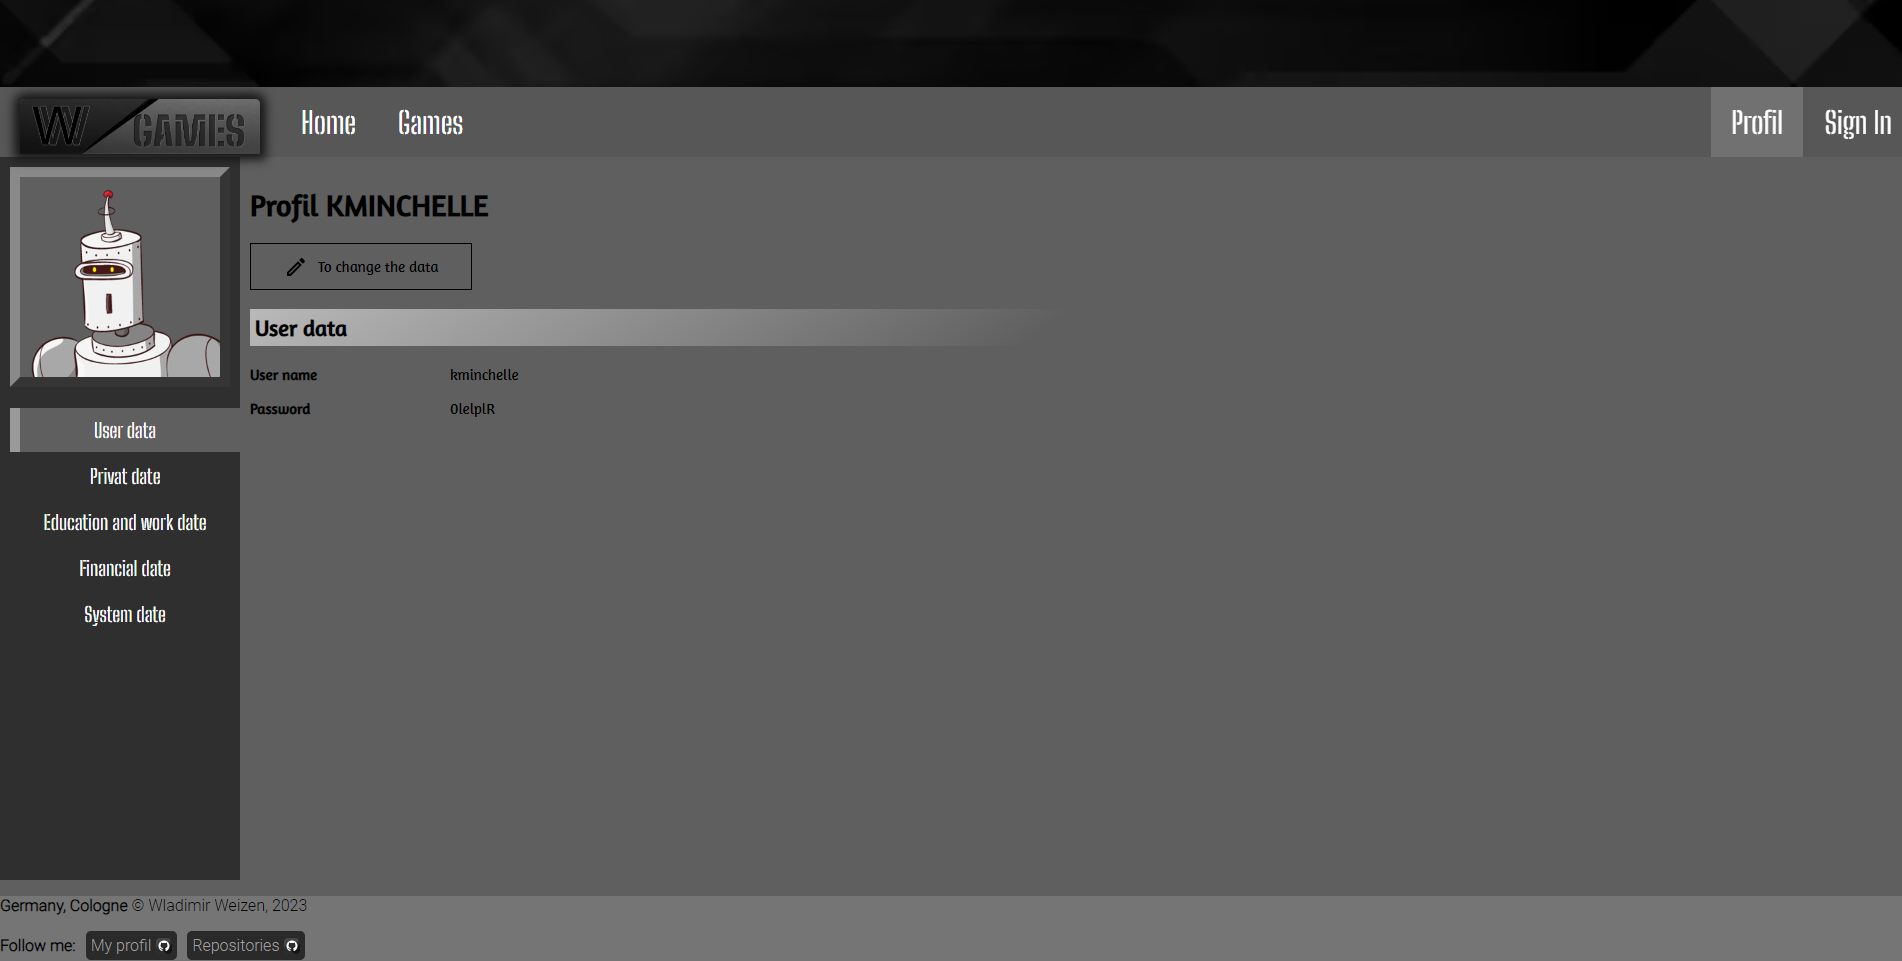 W GAMES
Home
Games
Profil
Sign In
Profil KMINCHELLE
To change the data
User data
User name
kminchelle
Password
0lelplR
User data
Privat date
Education and work date
Financial date
System date
Germany, Cologne © Wladimir Weizen, 2023
Follow me: My profil Repositories